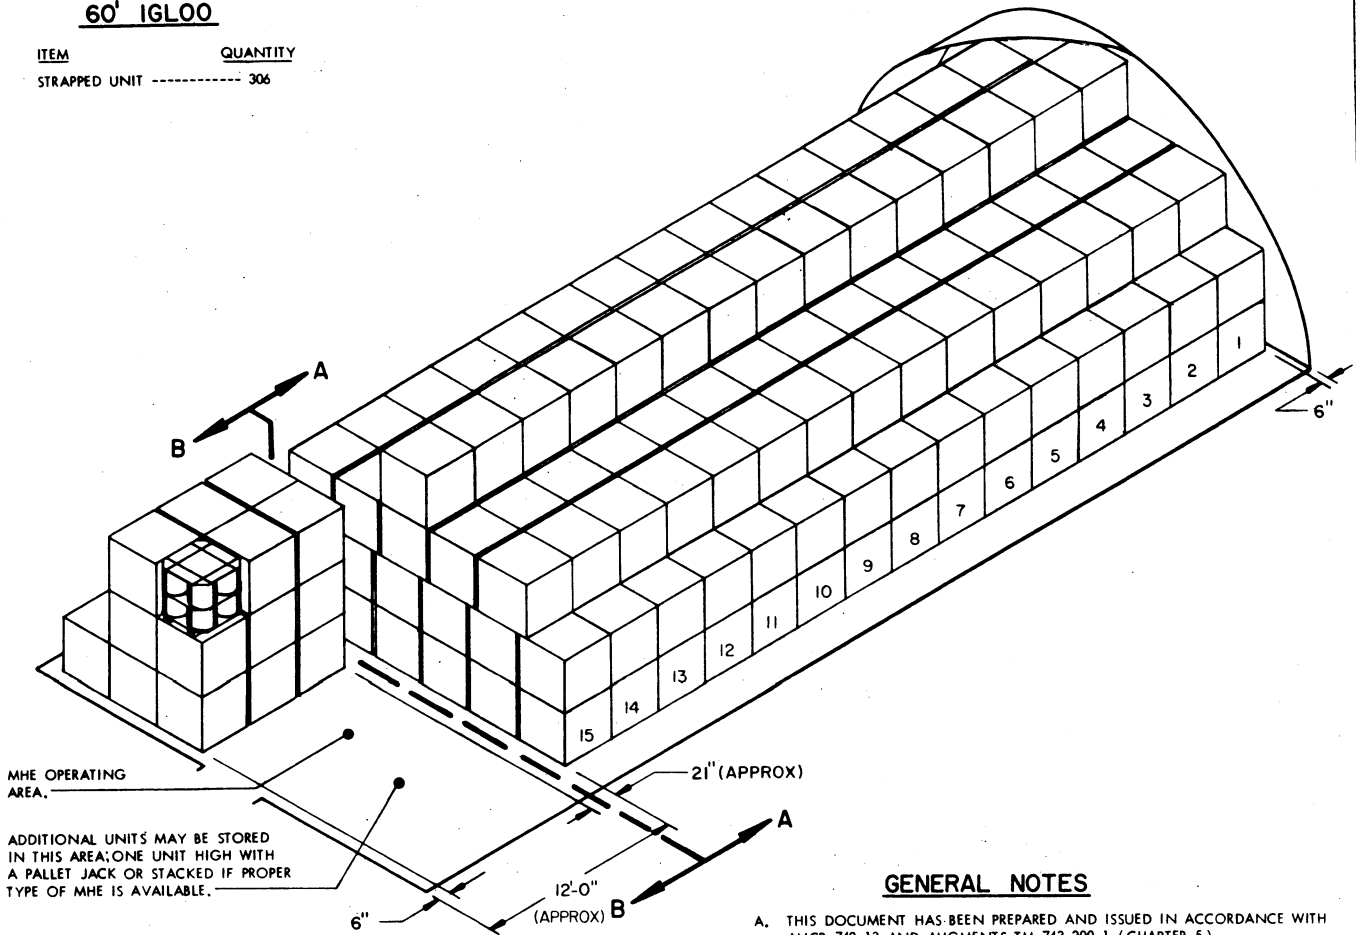 60' IGLOO
ITEM QUANTITY
STRAPPED UNIT ------------ 306
A
B
1
2
3
4
5
6
7
8
9
10
11
12
13
14
15
6"
MHE OPERATING
AREA.
21" (APPROX)
ADDITIONAL UNITS MAY BE STORED
IN THIS AREA; ONE UNIT HIGH WITH
A PALLET JACK OR STACKED IF PROPER
TYPE OF MHE IS AVAILABLE.
A
12'-0"
(APPROX)
B
6"
GENERAL NOTES
A. THIS DOCUMENT HAS BEEN PREPARED AND ISSUED IN ACCORDANCE WITH